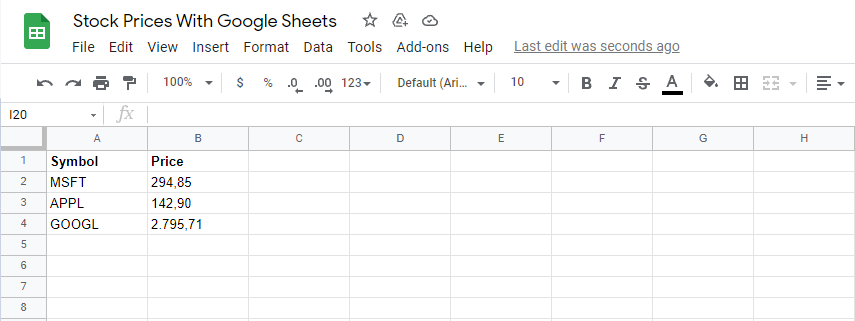 Stock Prices With Google Sheets
File Edit View Insert Format Data Tools Add-ons Help Last edit was seconds ago
100% $ % .0 .00 123 Default (Ari... 10 B I S A
I20 fx
A B C D E F G H
1 Symbol Price
2 MSFT 294,85
3 APPL 142,90
4 GOOGL 2.795,71
5
6
7
8